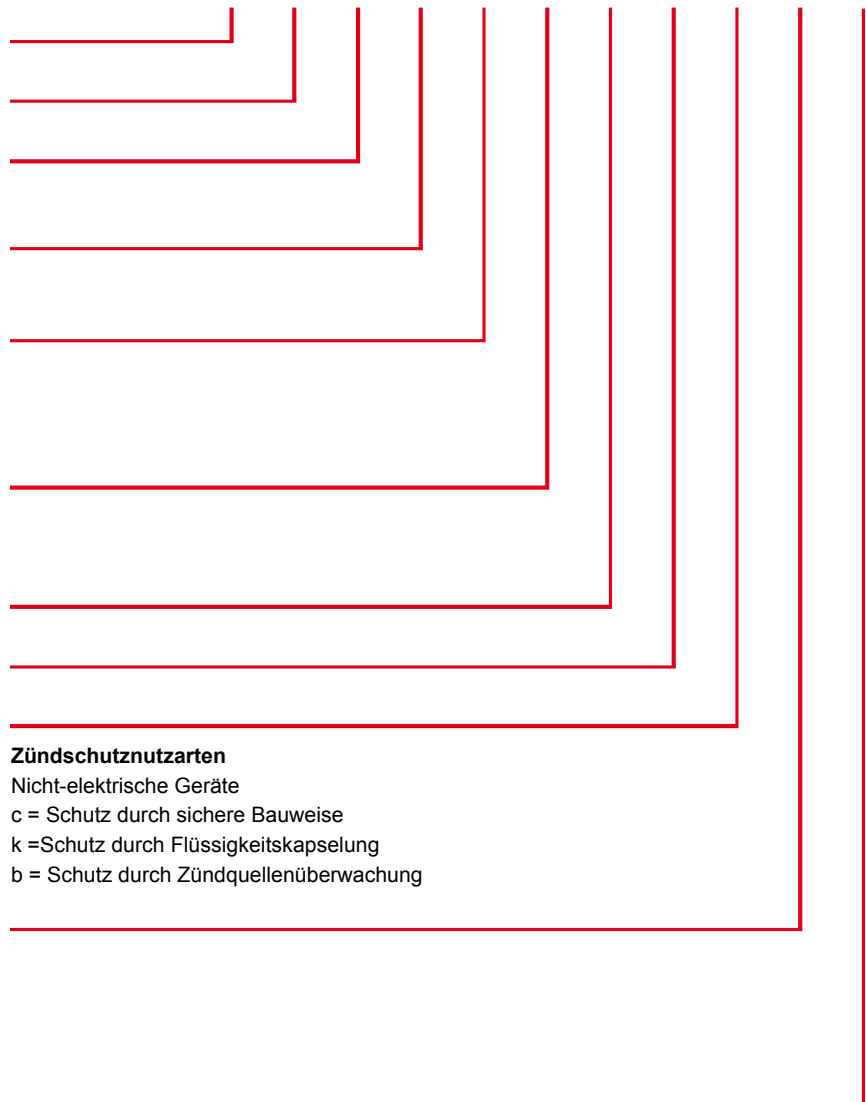 Zündschutznutzarten
Nicht-elektrische Geräte
c = Schutz durch sichere Bauweise
k =Schutz durch Flüssigkeitskapselung
b = Schutz durch Zündquellenüberwachung